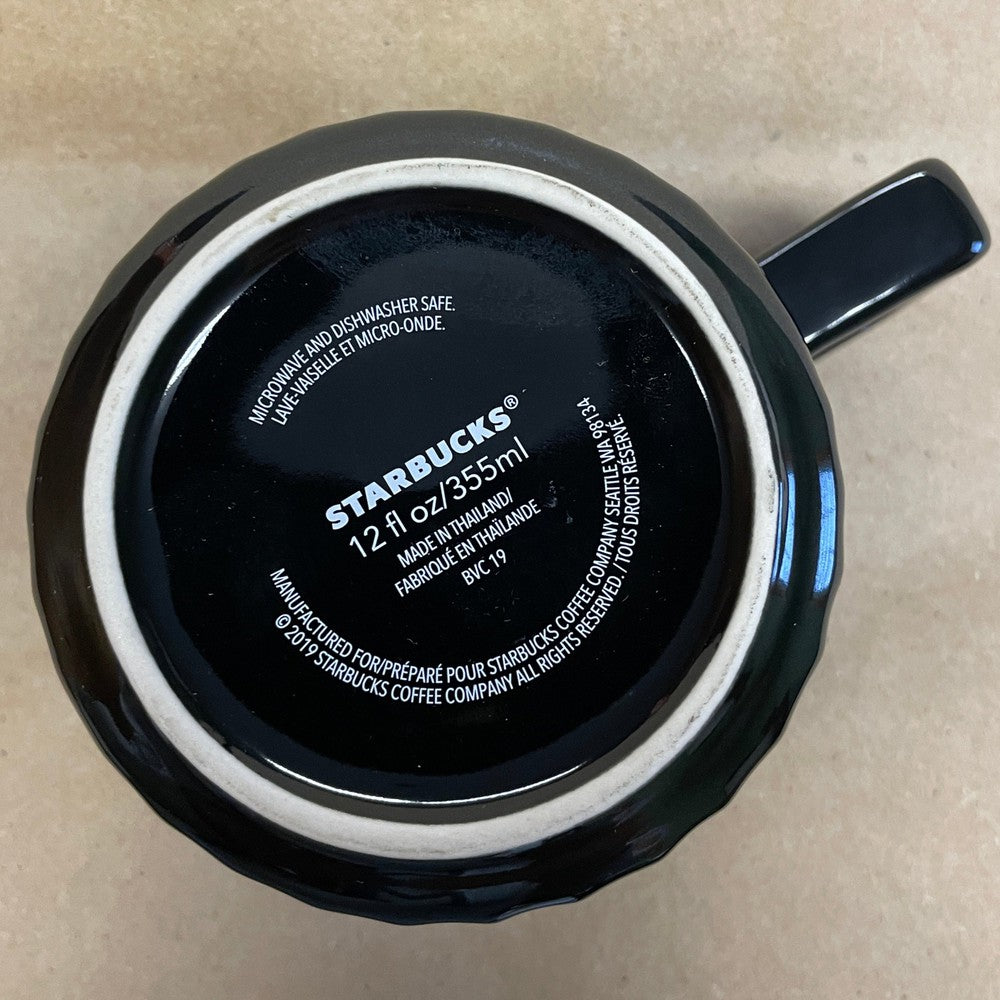 MICROWAVE AND DISHWASHER SAFE.
LAVE-VAISELLE ET MICRO-ONDE.
STARBUCKS®
12 fl oz/355ml
MADE IN THAILAND/
FABRIQUÉ EN THAÏLANDE
BVC 19
MANUFACTURED FOR/PRÉPARÉ POUR STARBUCKS COFFEE COMPANY SEATTLE WA 98134
© 2019 STARBUCKS COFFEE COMPANY ALL RIGHTS RESERVED. / TOUS DROITS RÉSERVÉ.